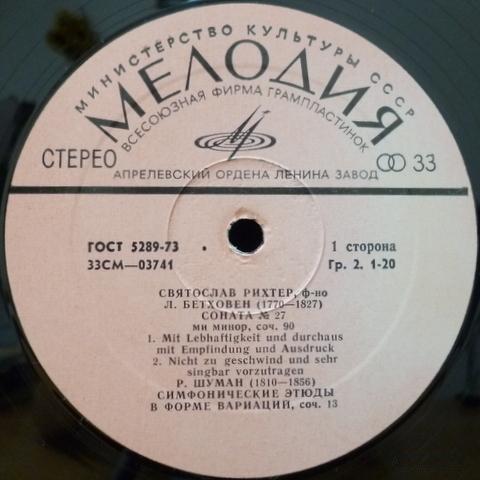 МИНИСТЕРСТВО КУЛЬТУРЫ СССР
МЕЛОДИЯ
ВСЕСОЮЗНАЯ ФИРМА ГРАМПЛАСТИНОК
СТЕРЕО
33
АПРЕЛЕВСКИЙ ОРДЕНА ЛЕНИНА ЗАВОД
ГОСТ 5289-73
1 сторона
33СМ—03741
Гр. 2. 1-20
СВЯТОСЛАВ РИХТЕР, ф-но
Л. БЕТХОВЕН (1770—1827)
СОНАТА № 27
ми минор, соч. 90
1. Mit Lebhaftigkeit und durchaus
mit Empfindung und Ausdruck
2. Nicht zu geschwind und sehr
singbar vorzutragen
Р. ШУМАН (1810—1856)
СИМФОНИЧЕСКИЕ ЭТЮДЫ
В ФОРМЕ ВАРИАЦИЙ, соч. 13